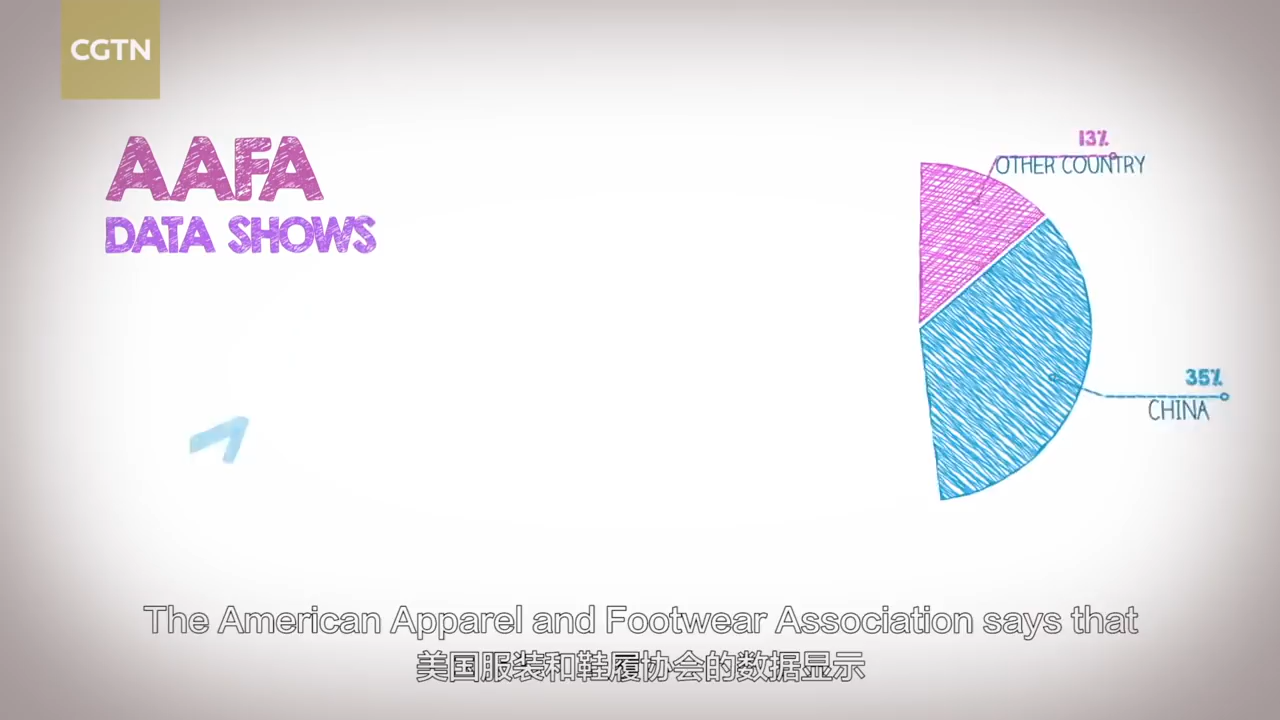 CGTN
AAFA
DATA SHOWS
13%
OTHER COUNTRY
35%
CHINA
The American Apparel and Footwear Association says that
美国服装和鞋履协会的数据显示